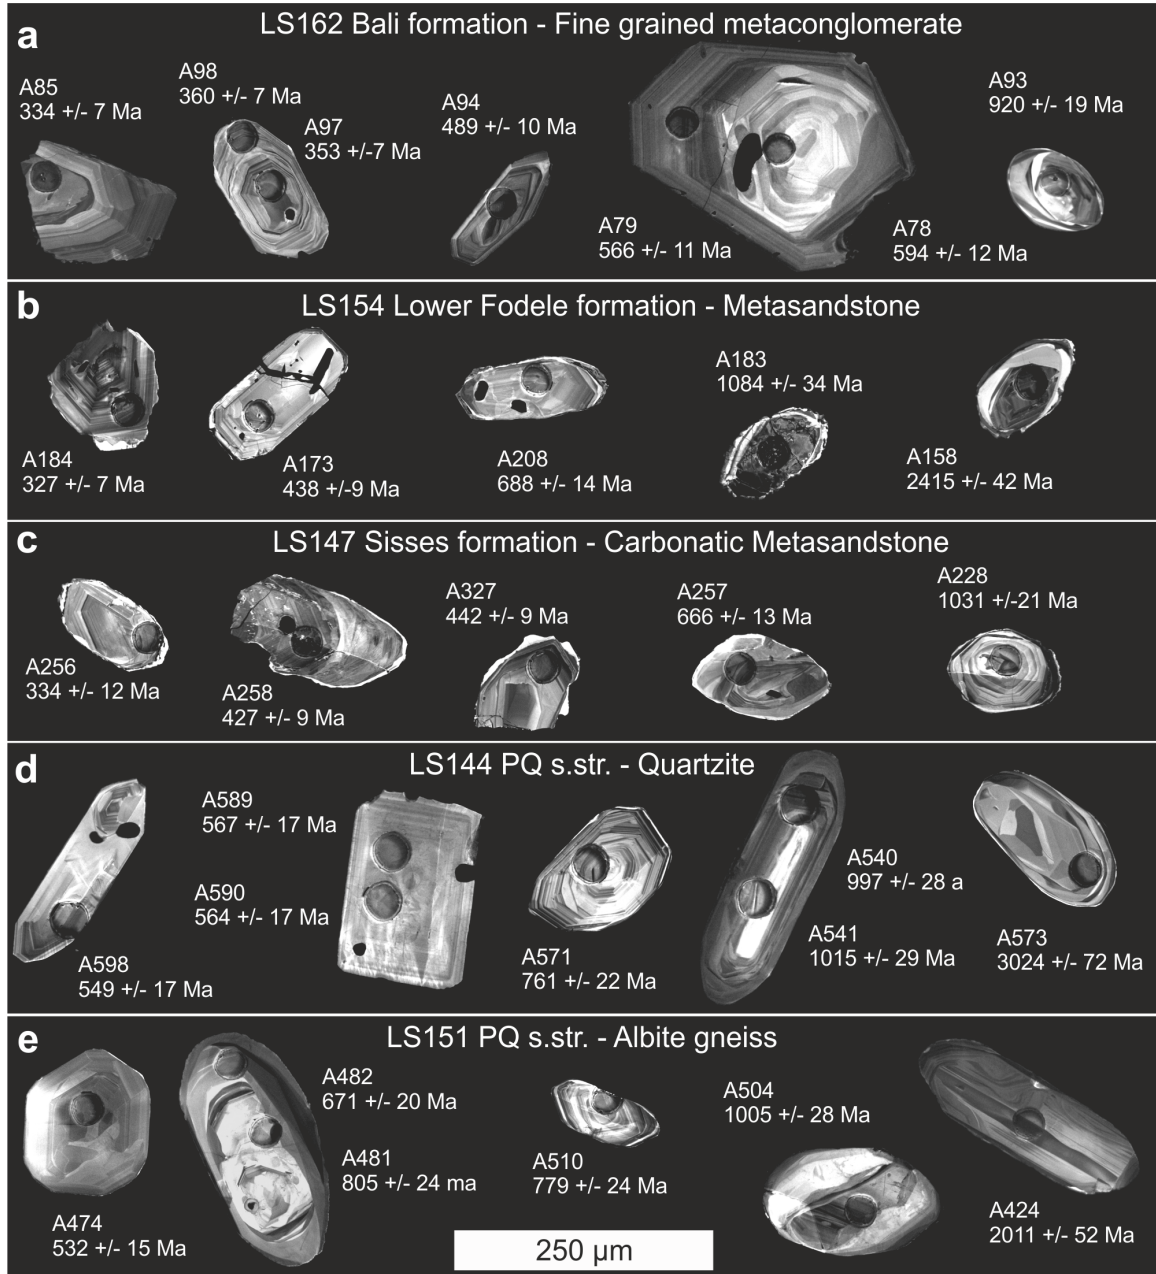 a
LS162 Bali formation - Fine grained metaconglomerate
A85
334 +/- 7 Ma
A98
360 +/- 7 Ma
A97
353 +/-7 Ma
A94
489 +/- 10 Ma
A79
566 +/- 11 Ma
A78
594 +/- 12 Ma
A93
920 +/- 19 Ma
b
LS154 Lower Fodele formation - Metasandstone
A184
327 +/- 7 Ma
A173
438 +/-9 Ma
A208
688 +/- 14 Ma
A183
1084 +/- 34 Ma
A158
2415 +/- 42 Ma
c
LS147 Sisses formation - Carbonatic Metasandstone
A256
334 +/- 12 Ma
A258
427 +/- 9 Ma
A327
442 +/- 9 Ma
A257
666 +/- 13 Ma
A228
1031 +/-21 Ma
d
LS144 PQ s.str. - Quartzite
A598
549 +/- 17 Ma
A589
567 +/- 17 Ma
A590
564 +/- 17 Ma
A571
761 +/- 22 Ma
A540
997 +/- 28 a
A541
1015 +/- 29 Ma
A573
3024 +/- 72 Ma
e
LS151 PQ s.str. - Albite gneiss
A474
532 +/- 15 Ma
A482
671 +/- 20 Ma
A481
805 +/- 24 ma
A510
779 +/- 24 Ma
A504
1005 +/- 28 Ma
A424
2011 +/- 52 Ma
250 µm